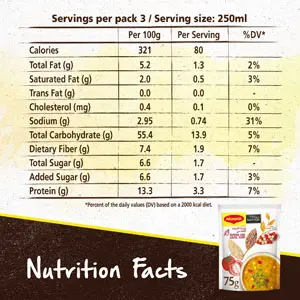 Servings per pack 3 / Serving size: 250ml
Per 100g Per Serving %DV*
Calories 321 80
Total Fat (g) 5.2 1.3 2%
Saturated Fat (g) 2.0 0.5 3%
Trans Fat (g) 0.0 0.0 -
Cholesterol (mg) 0.4 0.1 0%
Sodium (g) 2.95 0.74 31%
Total Carbohydrate (g) 55.4 13.9 5%
Dietary Fiber (g) 7.4 1.9 7%
Total Sugar (g) 6.6 1.7 -
Added Sugar (g) 6.6 1.7 3%
Protein (g) 13.3 3.3 7%
*Percent of the daily values (DV) based on a 2000 kcal diet.
Nutrition Facts
Maggi
75g